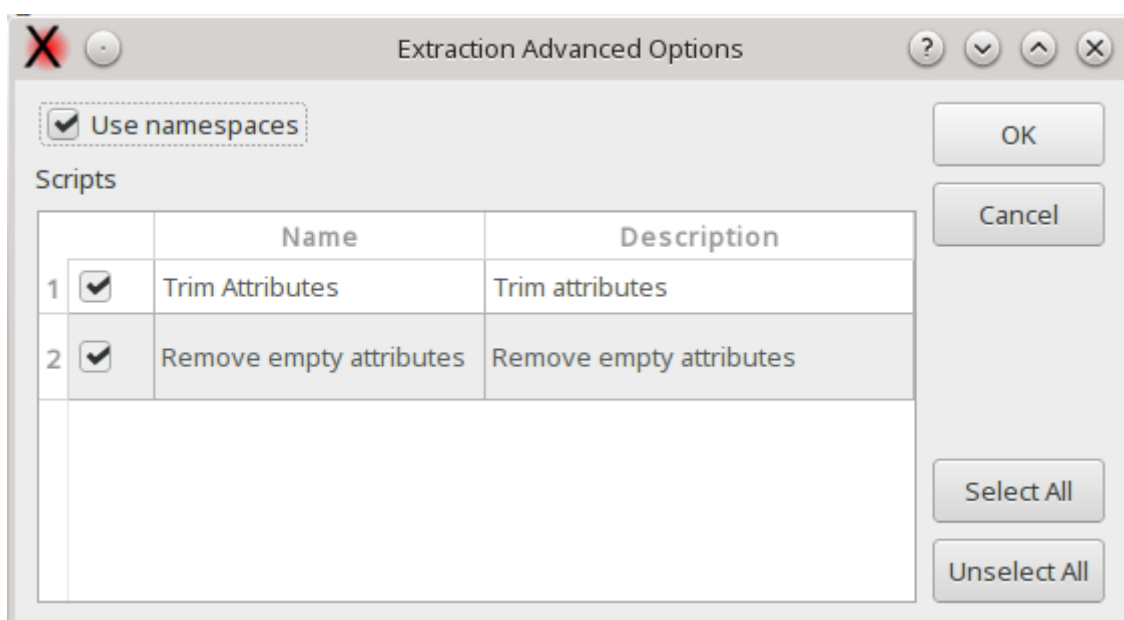 Extraction Advanced Options
Use namespaces
OK
Scripts
Cancel
Name Description
1 Trim Attributes Trim attributes
2 Remove empty attributes Remove empty attributes
Select All
Unselect All